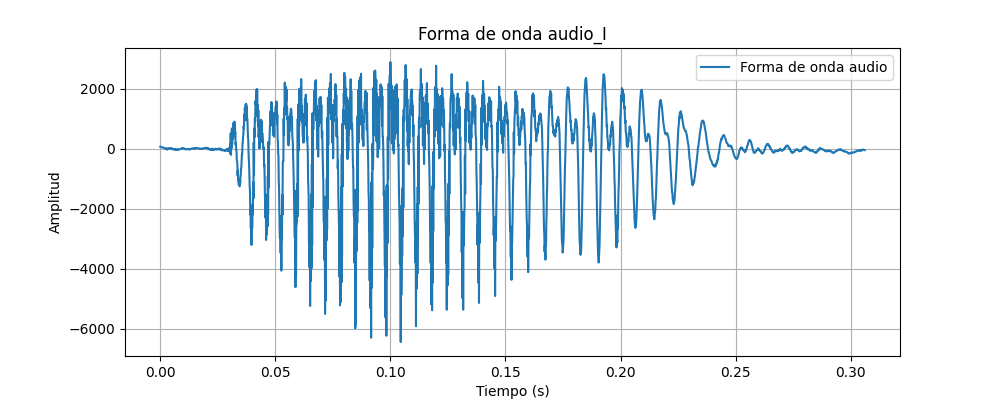 Forma de onda audio_I
Forma de onda audio
Amplitud
2000
0
−2000
−4000
−6000
0.00 0.05 0.10 0.15 0.20 0.25 0.30
Tiempo (s)